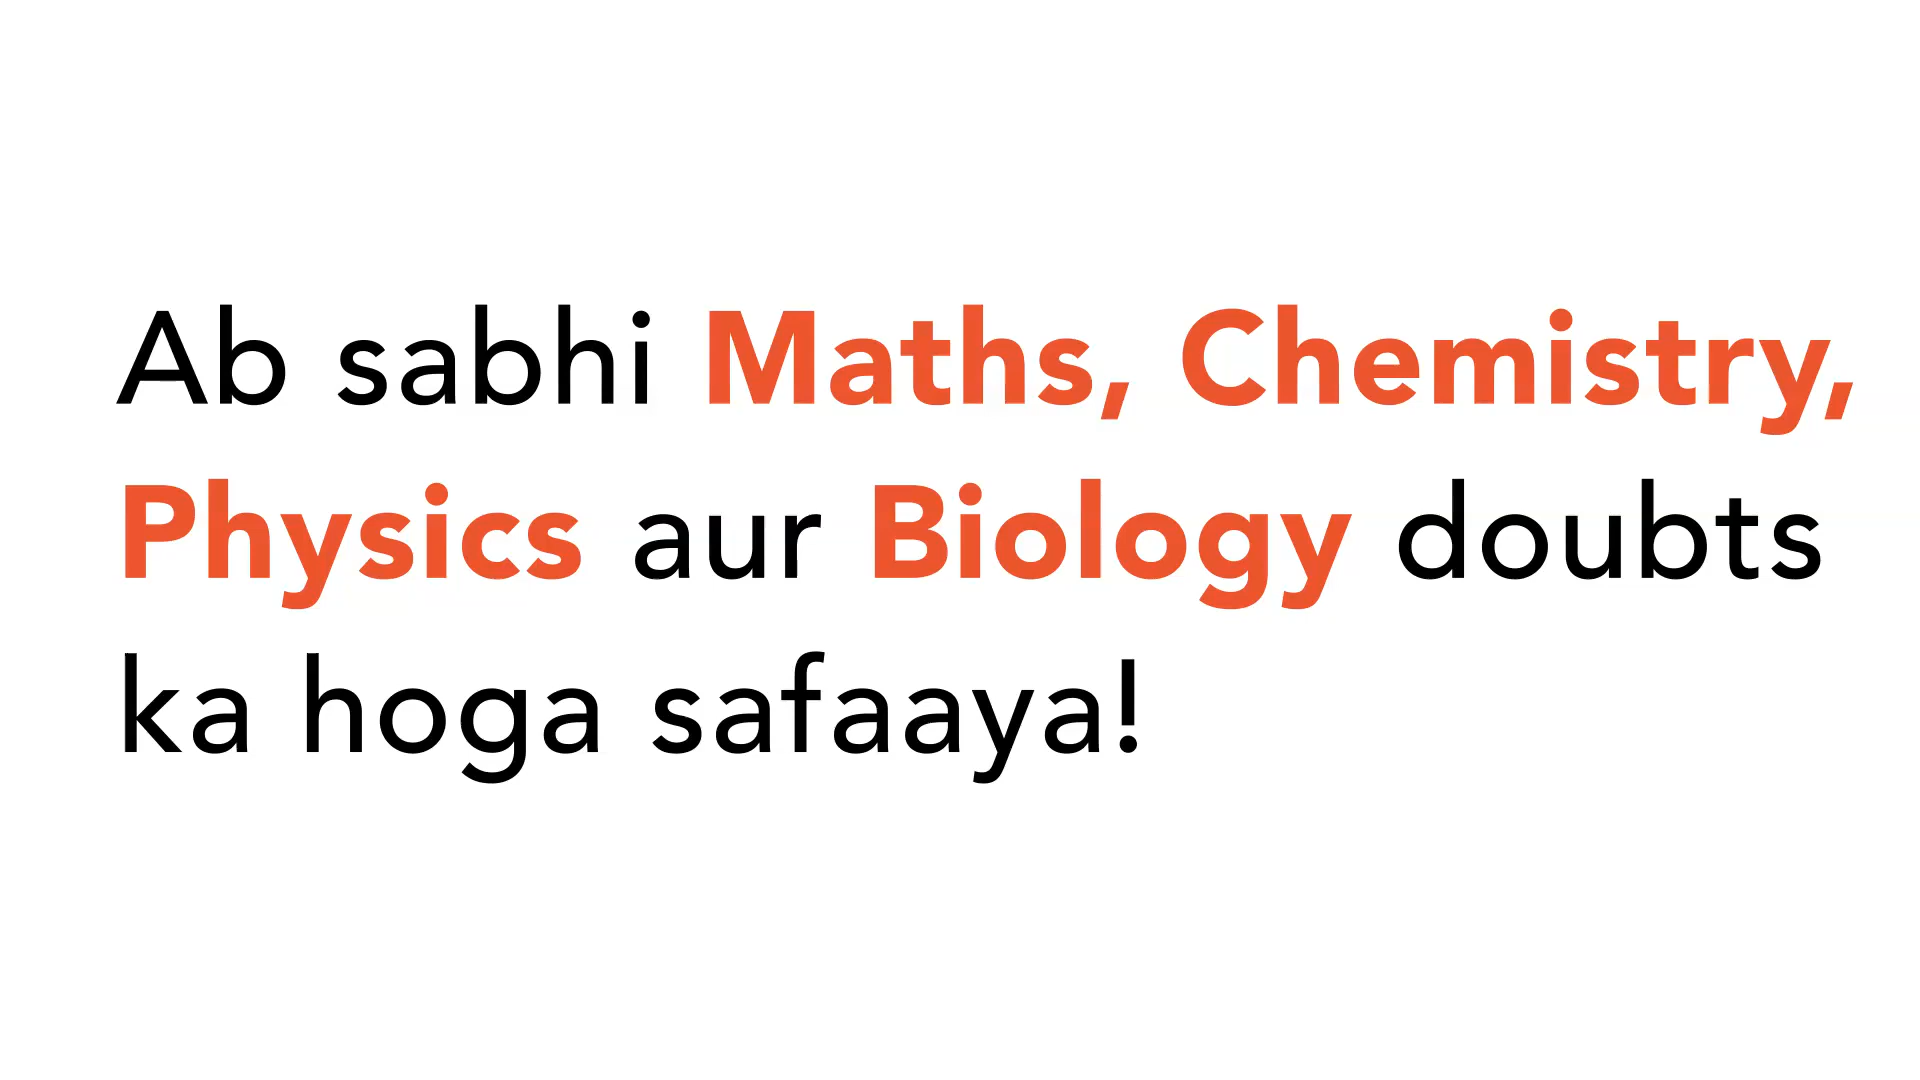 Ab sabhi Maths, Chemistry,
Physics aur Biology doubts
ka hoga safaaya!